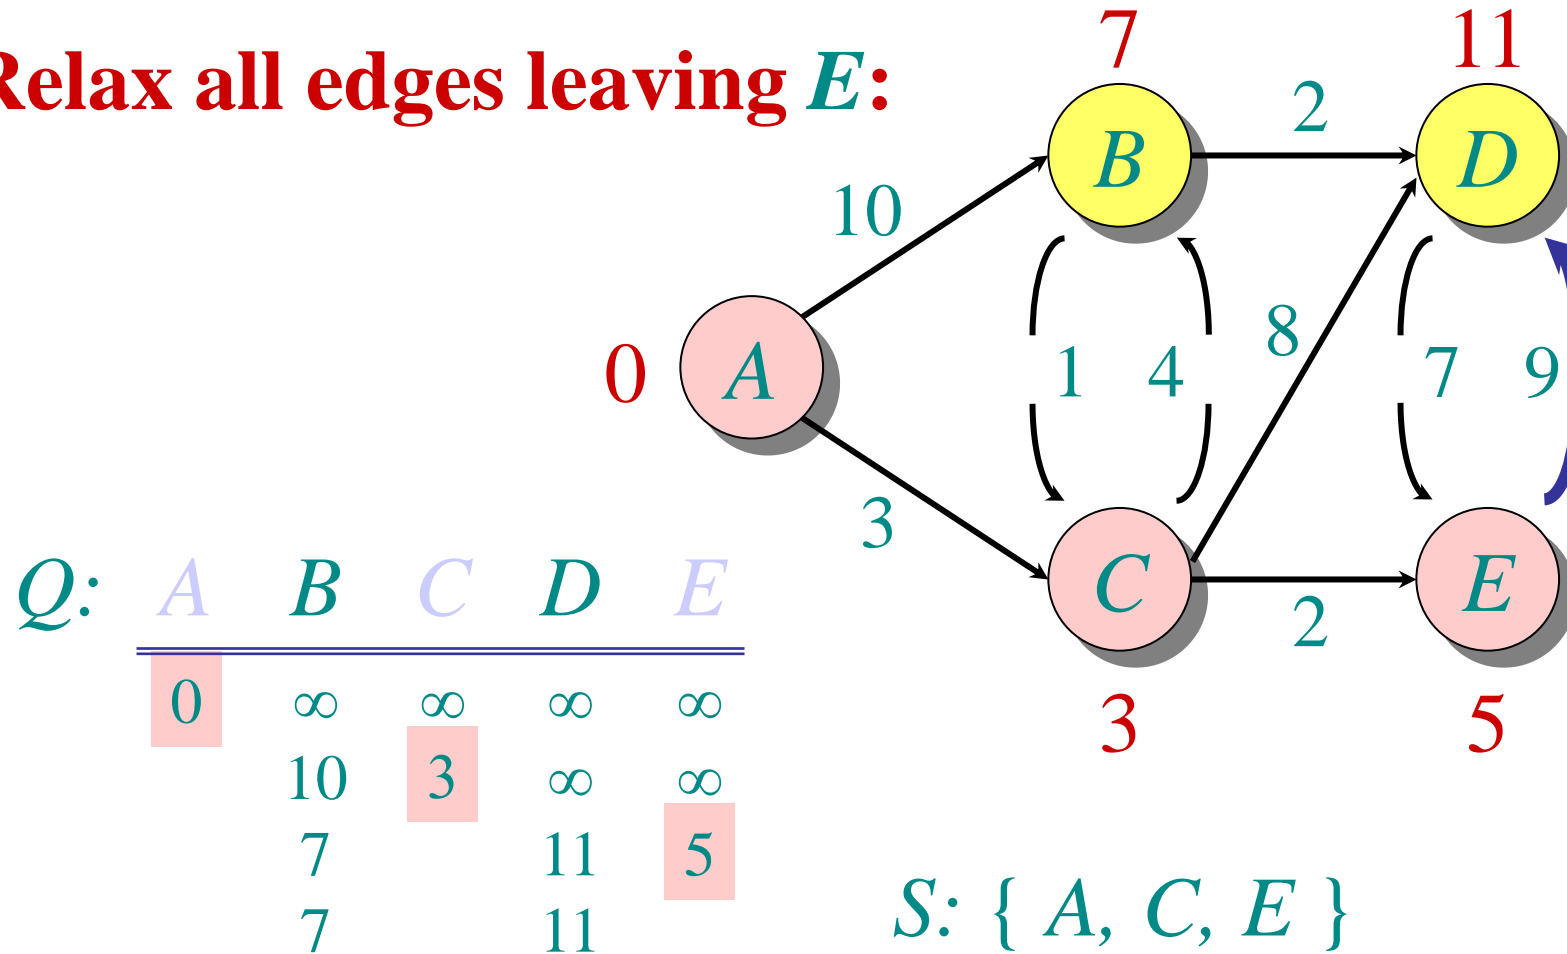 Relax all edges leaving E:
7
11
B
2
D
10
8
0
A
1
4
7
9
3
C
2
E
3
5
Q: A B C D E
0 ∞ ∞ ∞ ∞
10 3 ∞ ∞
7 11 5
7 11
S: { A, C, E }